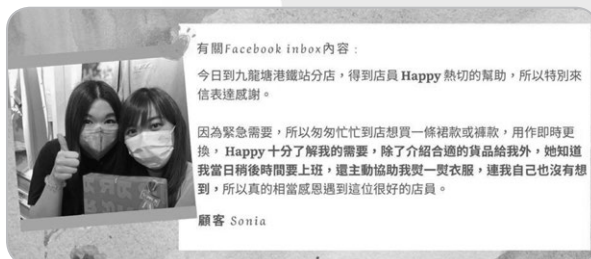 有關Facebook inbox內容：
今日到九龍塘港鐵站分店，得到店員 Happy 熱切的幫助，所以特別來
信表達感謝。
因為緊急需要，所以匆匆忙忙到店想買一條裙款或褲款，用作即時更
換， Happy 十分了解我的需要，除了介紹合適的貨品給我外，她知道
我當日稍後時間要上班，還主動協助我熨一熨衣服，連我自己也沒有想
到，所以真的相當感恩遇到這位很好的店員。
顧客 Sonia